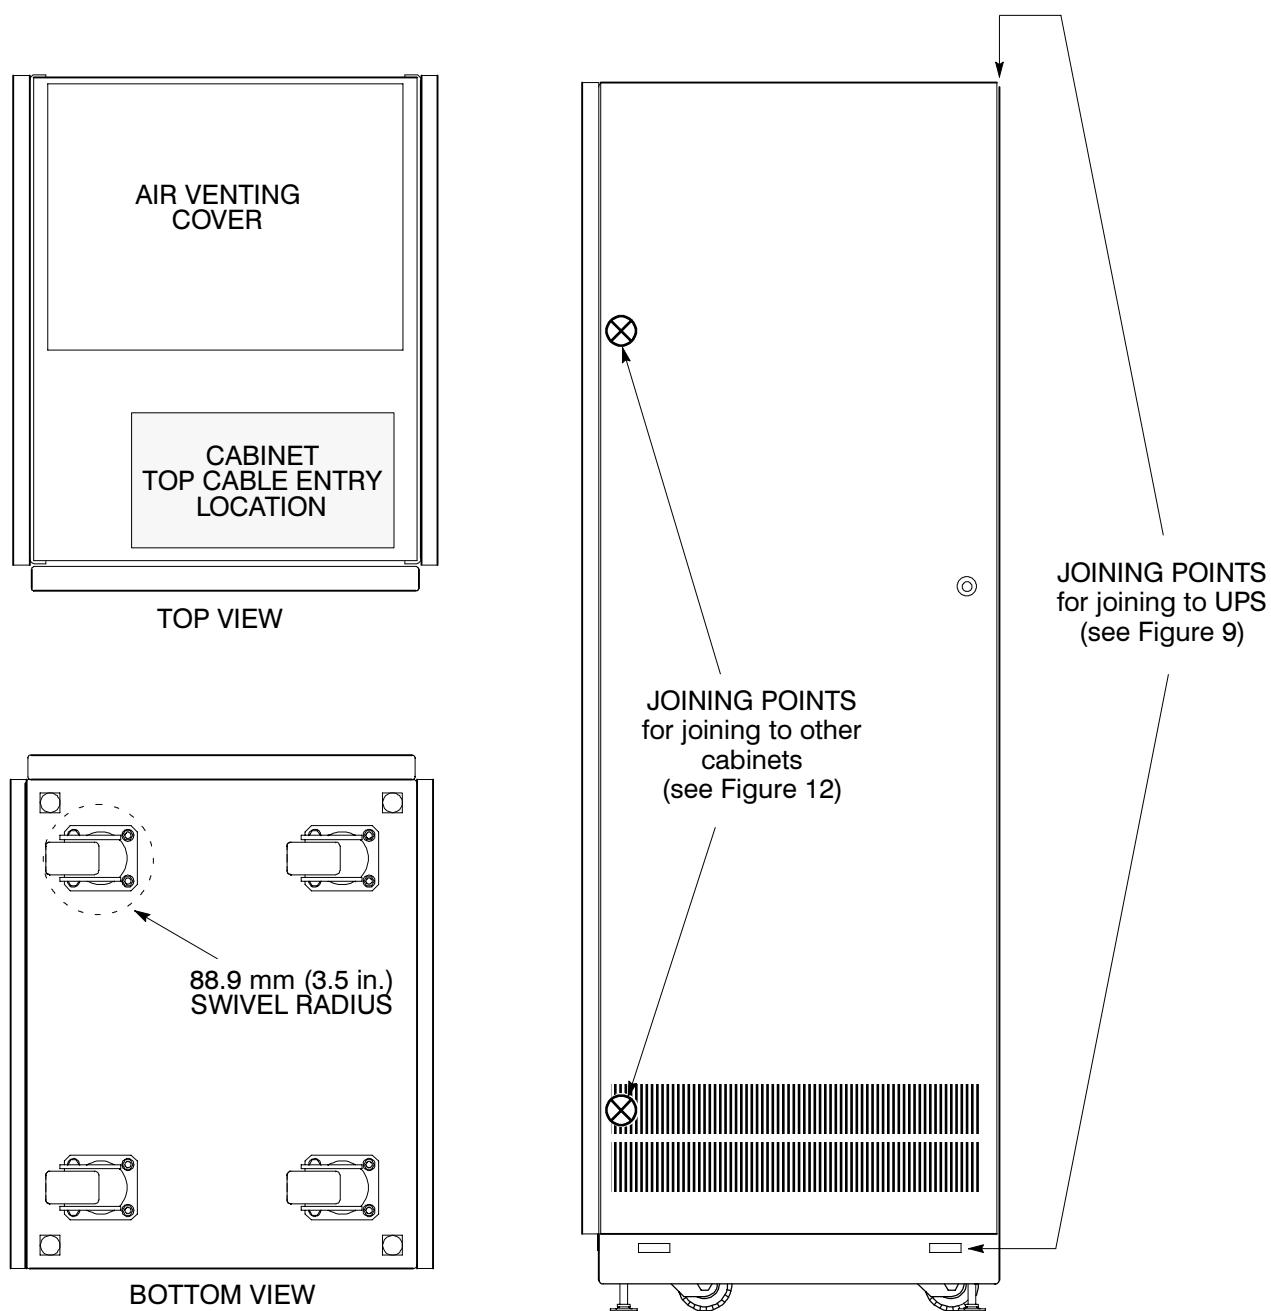 AIR VENTING
COVER
CABINET
TOP CABLE ENTRY
LOCATION
TOP VIEW
JOINING POINTS
for joining to UPS
(see Figure 9)
JOINING POINTS
for joining to other
cabinets
(see Figure 12)
88.9 mm (3.5 in.)
SWIVEL RADIUS
BOTTOM VIEW